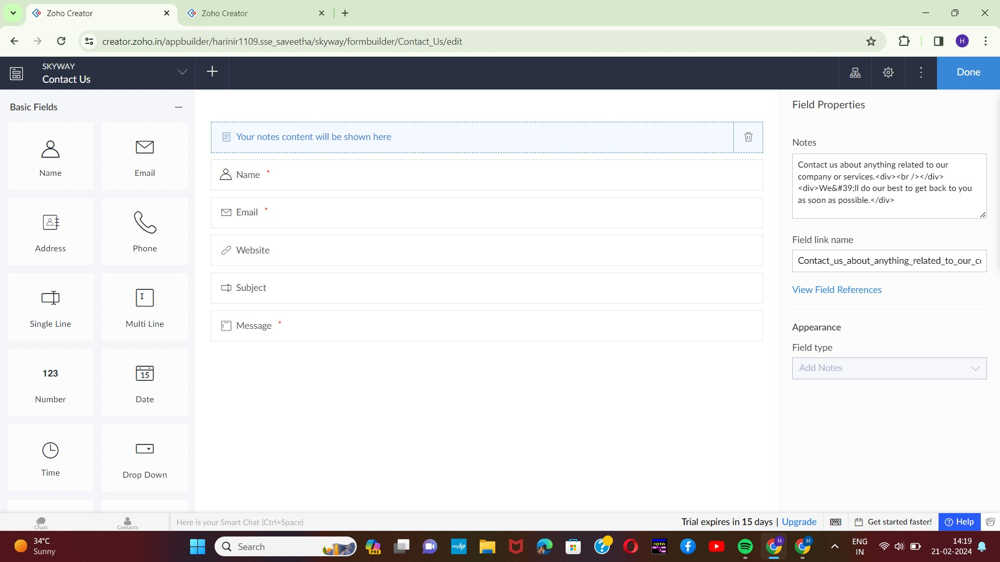 Zoho Creator
Zoho Creator
creator.zoho.in/appbuilder/harinir1109.sse_saveetha/skyway/formbuilder/Contact_Us/edit
H
SKYWAY
Contact Us
Done
Basic Fields
Name
Email
Address
Phone
Single Line
Multi Line
123
Number
15
Date
Time
Drop Down
Your notes content will be shown here
Name *
Email *
Website
Subject
Message *
Field Properties
Notes
Contact us about anything related to our
company or services.<div><br /></div>
<div>We&#39;ll do our best to get back to you
as soon as possible.</div>
Field link name
Contact_us_about_anything_related_to_our_c
View Field References
Appearance
Field type
Add Notes
Chats
Contacts
Here is your Smart Chat (Ctrl+Space)
Trial expires in 15 days | Upgrade
Get started faster!
Help
34°C
Sunny
Search
PRE
myhp
DATA
H
H
ENG
IN
14:19
21-02-2024